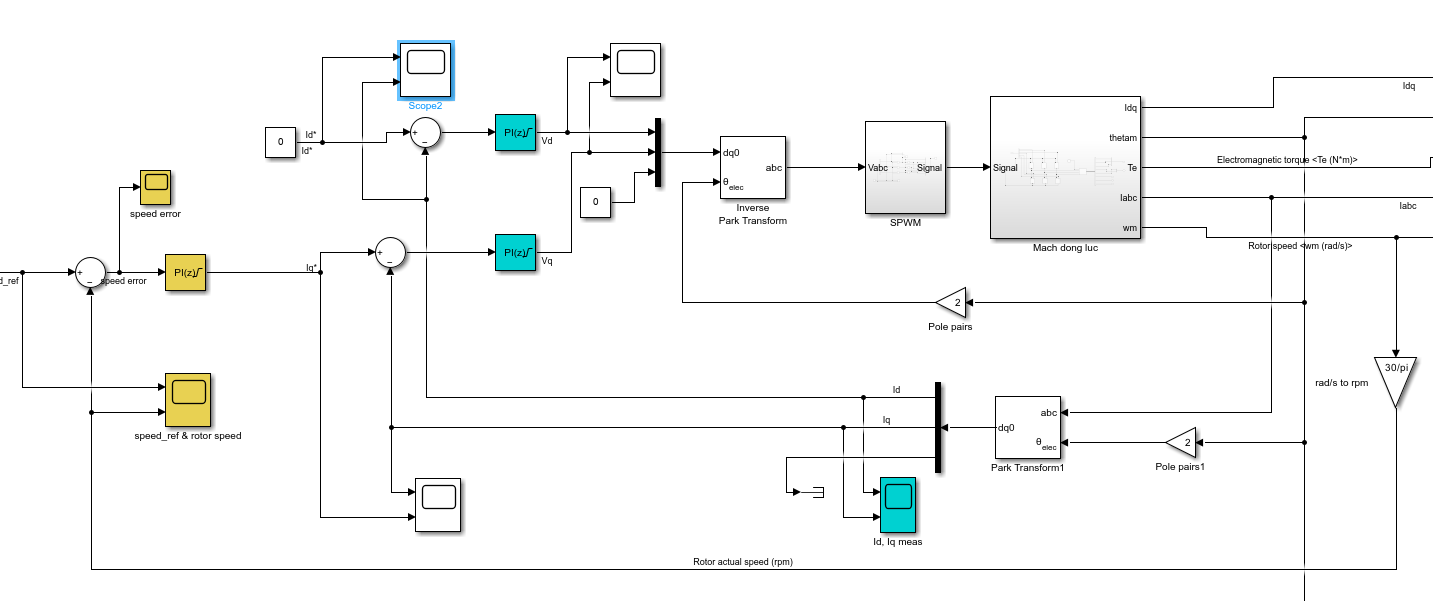 Scope2
Idq
Idq
0
Id*
Id*
+
−
PI(z)
Vd
thetam
dq0
θelec
abc
Inverse
Park Transform
Vabc
Signal
SPWM
Signal
Te
Electromagnetic torque <Te (N*m)>
Iabc
Iabc
wm
Mach dong luc
Rotor speed <wm (rad/s)>
speed error
0
+
−
PI(z)
Vq
d_ref
+
−
speed error
PI(z)
Iq*
2
Pole pairs
30/pi
rad/s to rpm
Id
Iq
abc
dq0
θelec
Park Transform1
2
Pole pairs1
speed_ref & rotor speed
Id, Iq meas
Rotor actual speed (rpm)